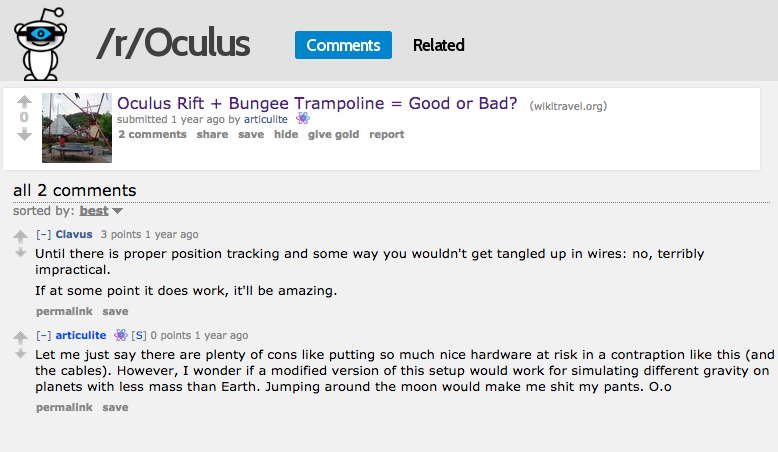 /r/Oculus
Comments
Related
0
Oculus Rift + Bungee Trampoline = Good or Bad? (wikitravel.org)
submitted 1 year ago by articulite
2 comments share save hide give gold report
all 2 comments
sorted by: best
[–] Clavus 3 points 1 year ago
Until there is proper position tracking and some way you wouldn't get tangled up in wires: no, terribly
impractical.
If at some point it does work, it'll be amazing.
permalink save
[–] articulite [S] 0 points 1 year ago
Let me just say there are plenty of cons like putting so much nice hardware at risk in a contraption like this (and
the cables). However, I wonder if a modified version of this setup would work for simulating different gravity on
planets with less mass than Earth. Jumping around the moon would make me shit my pants. O.o
permalink save